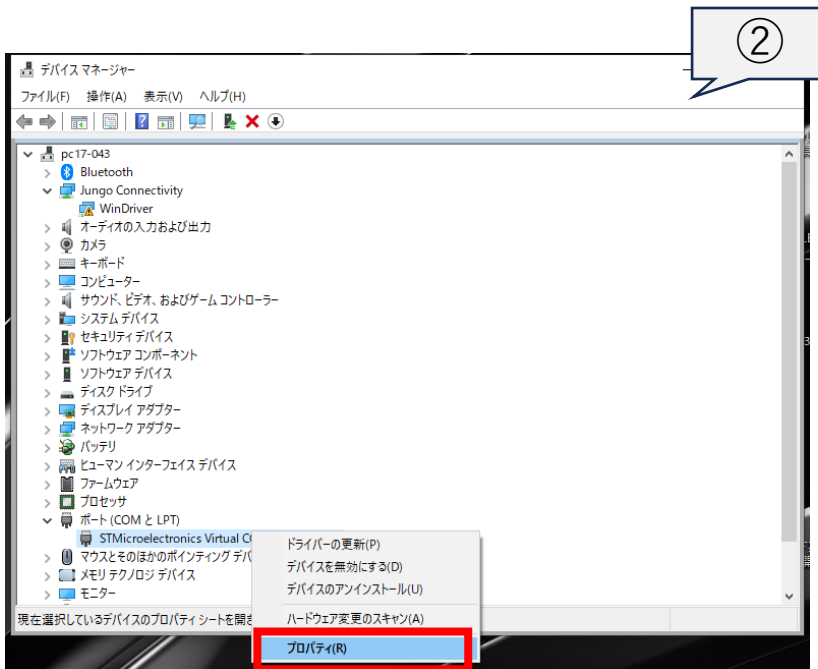 ②
デバイス マネージャー
ファイル(F) 操作(A) 表示(V) ヘルプ(H)
pc17-043
Bluetooth
Jungo Connectivity
WinDriver
オーディオの入力および出力
カメラ
キーボード
コンピューター
サウンド、ビデオ、およびゲーム コントローラー
システム デバイス
セキュリティ デバイス
ソフトウェア コンポーネント
ソフトウェア デバイス
ディスク ドライブ
ディスプレイ アダプター
ネットワーク アダプター
バッテリ
ヒューマン インターフェイス デバイス
ファームウェア
プロセッサ
ポート (COM と LPT)
STMicroelectronics Virtual
マウスとそのほかのポインティング デバ
メモリ テクノロジ デバイス
モニター
現在選択しているデバイスのプロパティ シートを開き
ドライバーの更新(P)
デバイスを無効にする(D)
デバイスのアンインストール(U)
ハードウェア変更のスキャン(A)
プロパティ(R)